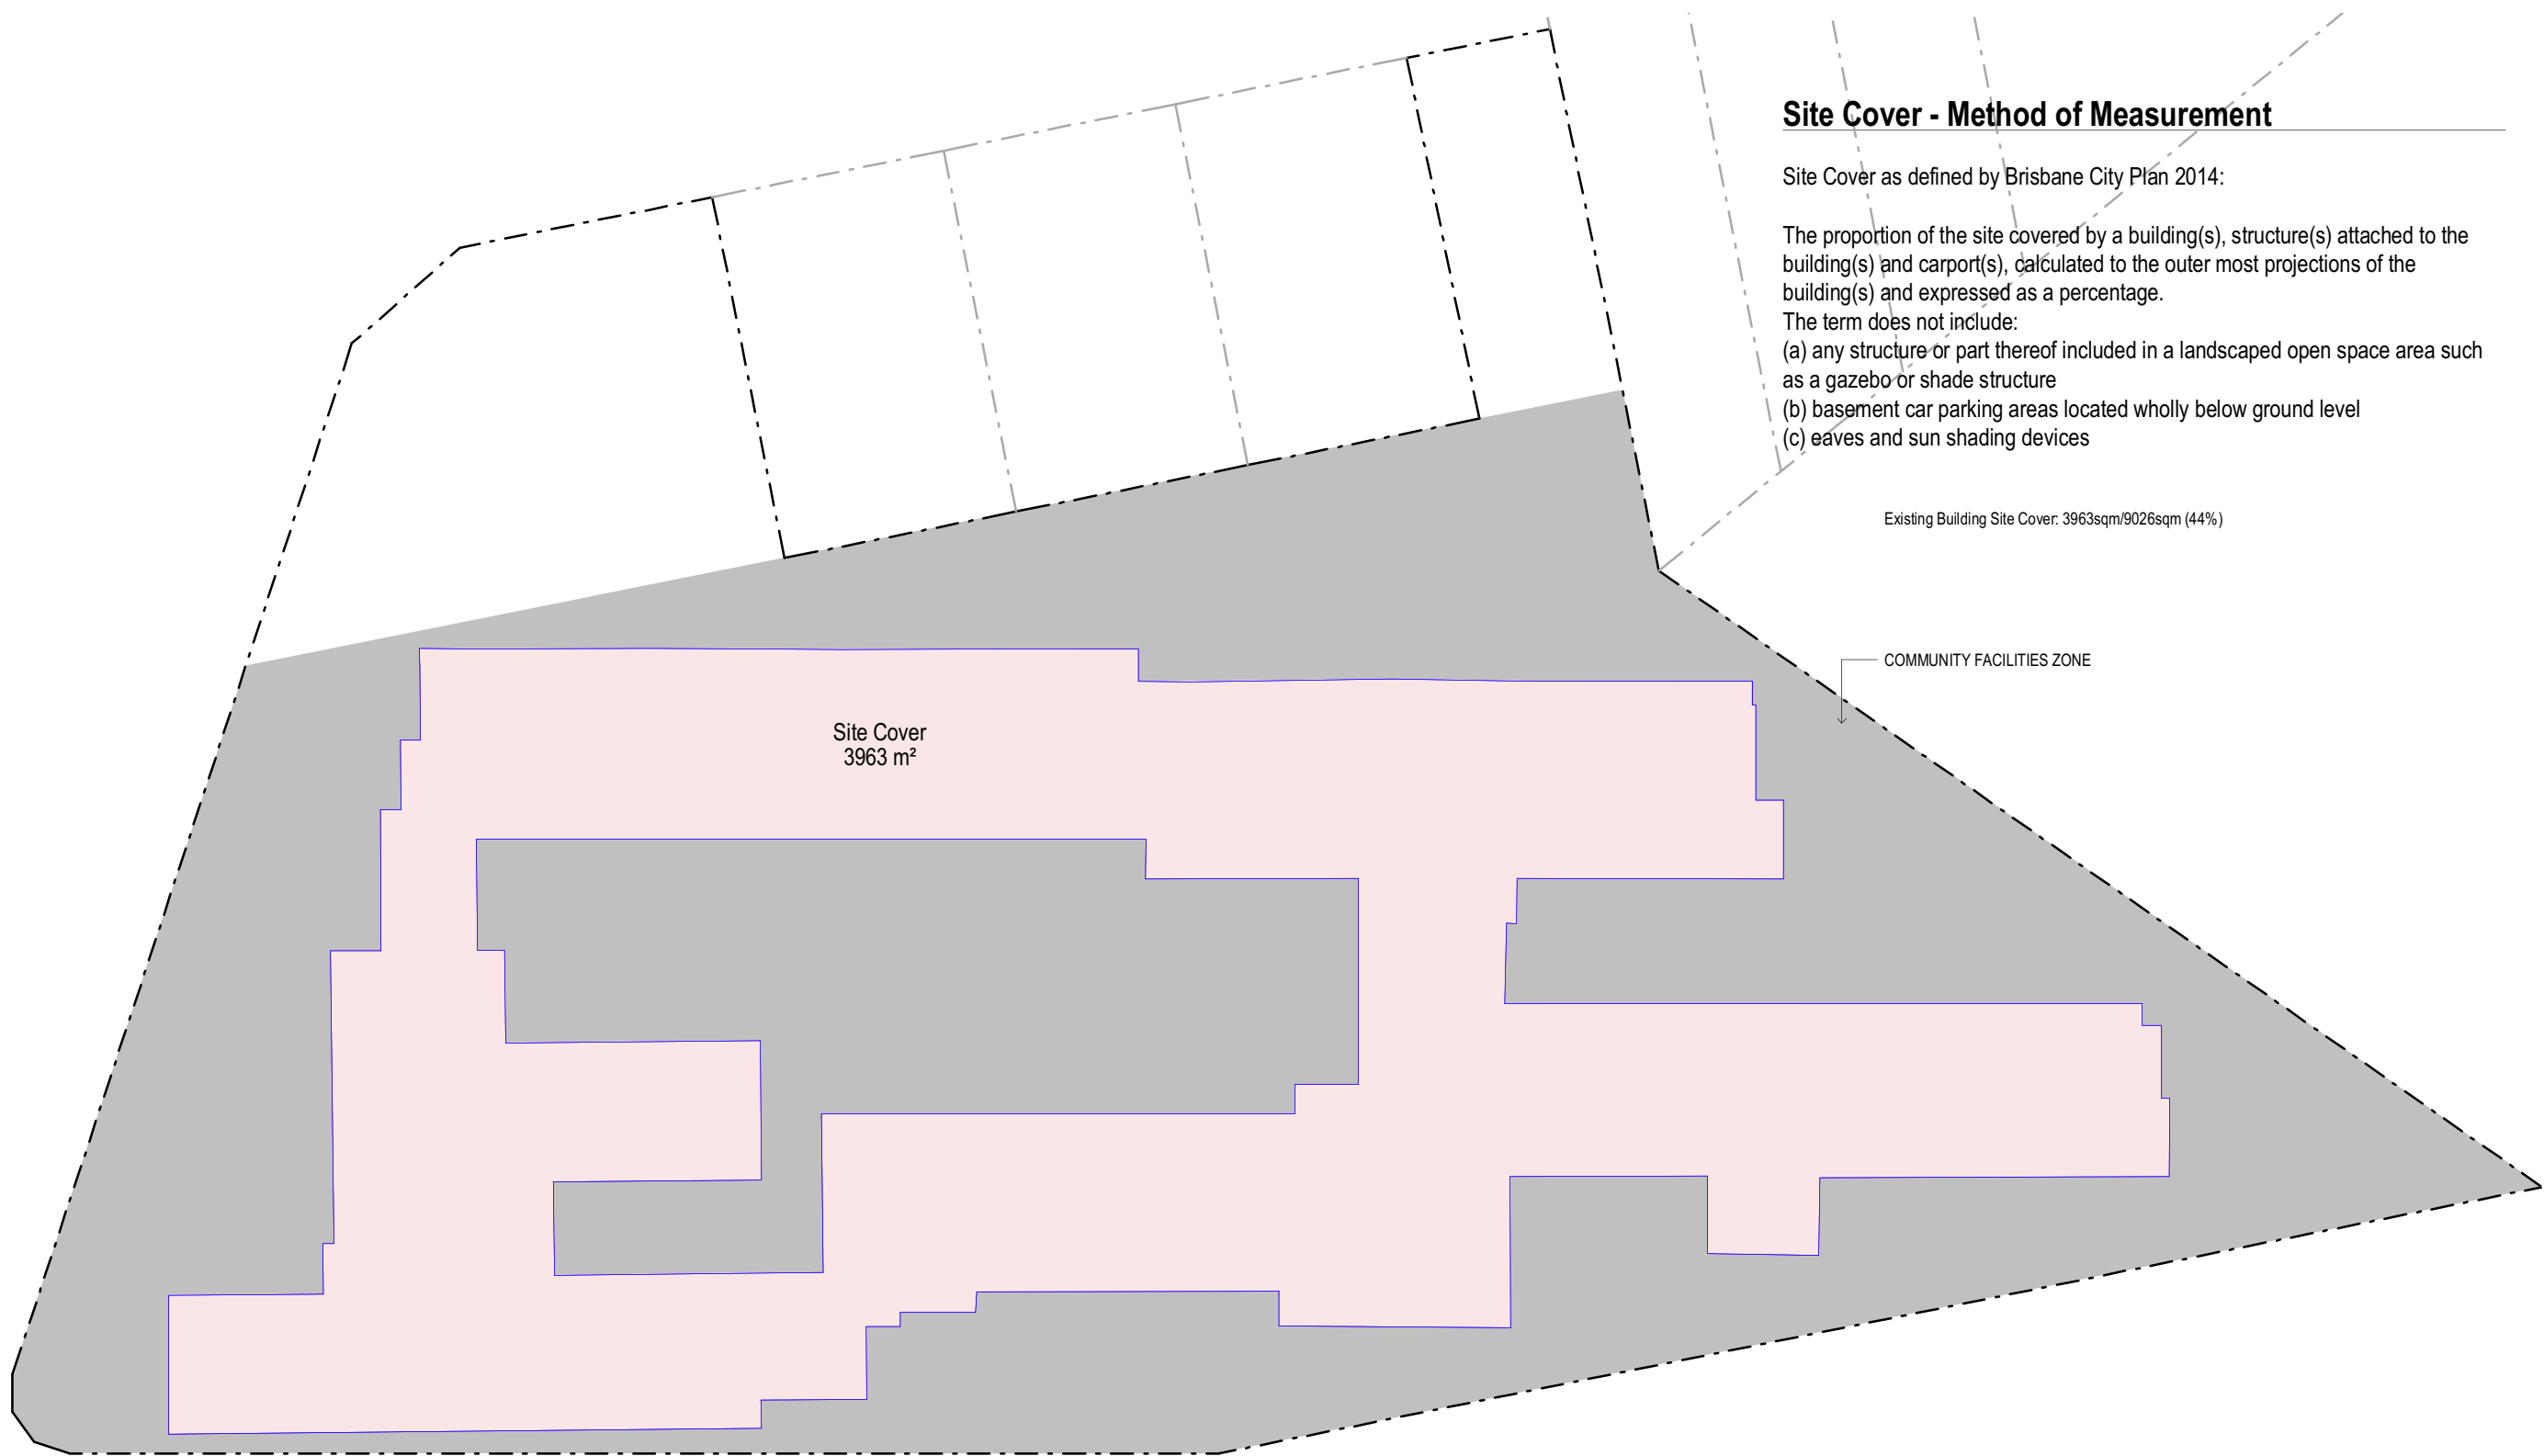 Site Cover - Method of Measurement
Site Cover as defined by Brisbane City Plan 2014:
The proportion of the site covered by a building(s), structure(s) attached to the
building(s) and carport(s), calculated to the outer most projections of the
building(s) and expressed as a percentage.
The term does not include:
(a) any structure or part thereof included in a landscaped open space area such
as a gazebo or shade structure
(b) basement car parking areas located wholly below ground level
(c) eaves and sun shading devices
Existing Building Site Cover: 3963sqm/9026sqm (44%)
COMMUNITY FACILITIES ZONE
Site Cover
3963 m²